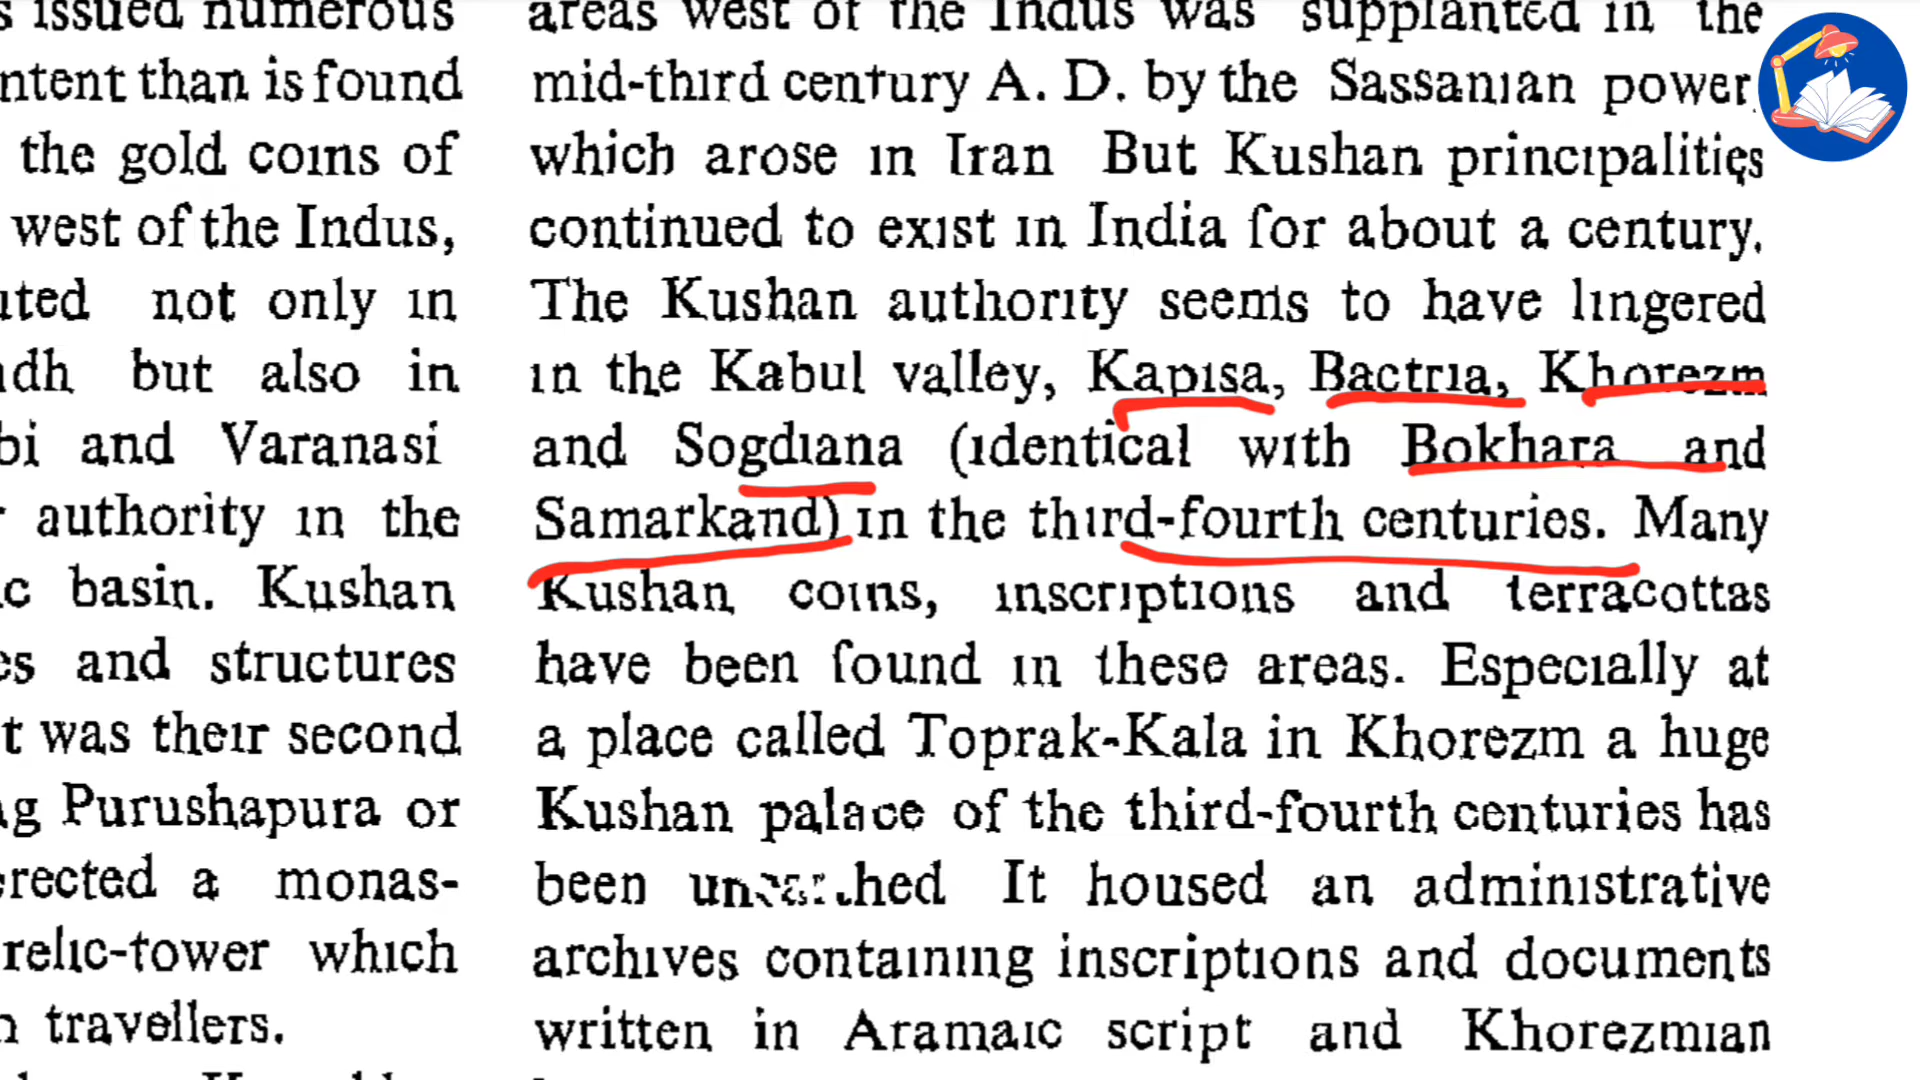 issued numerous
than is found
the gold coins of
west of the Indus,
not only in
but also in
and Varanasi
authority in the
basin. Kushan
and structures
was their second
Purushapura or
a monas-
relic-tower which
travellers.
areas west of the Indus was supplanted in the
mid-third century A. D. by the Sassanian power,
which arose in Iran But Kushan principalities
continued to exist in India for about a century.
The Kushan authority seems to have lingered
in the Kabul valley, Kapisa, Bactria, Khorezm
and Sogdiana (identical with Bokhara and
Samarkand) in the third-fourth centuries. Many
Kushan coins, inscriptions and terracottas
have been found in these areas. Especially at
a place called Toprak-Kala in Khorezm a huge
Kushan palace of the third-fourth centuries has
been unearthed It housed an administrative
archives containing inscriptions and documents
written in Aramaic script and Khorezmian